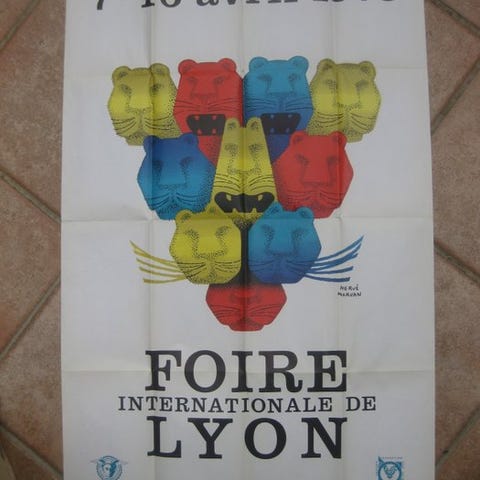 HERVÉ
MORVAN
FOIRE
INTERNATIONALE DE
LYON